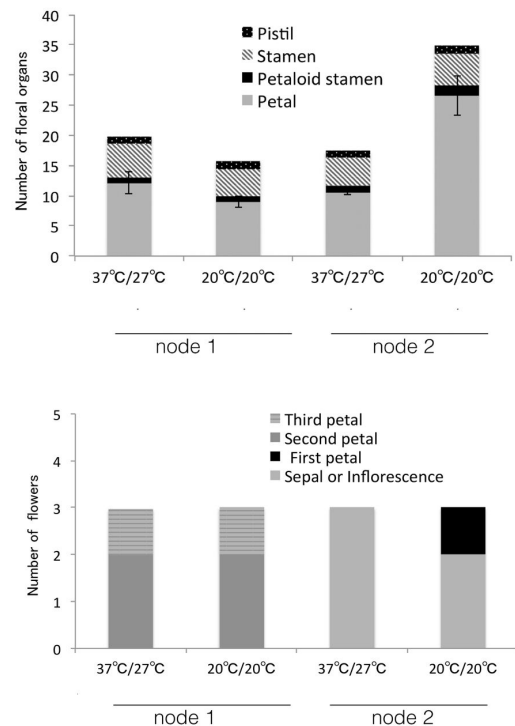 40
35
30
25
20
15
10
5
0
Number of floral organs
Pistil
Stamen
Petaloid stamen
Petal
37℃/27℃ 20℃/20℃ 37℃/27℃ 20℃/20℃
node 1 node 2
5
4
3
2
1
0
Number of flowers
Third petal
Second petal
First petal
Sepal or Inflorescence
37℃/27℃ 20℃/20℃ 37℃/27℃ 20℃/20℃
node 1 node 2